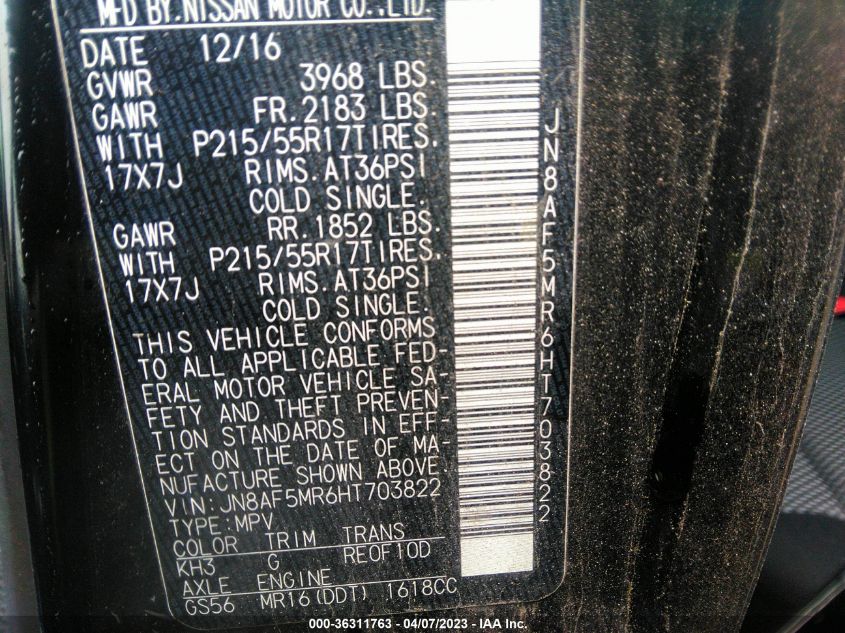 MFD BY.NISSAN MOTOR CO.,LTD.
DATE 12/16
GVWR 3968 LBS.
GAWR FR.2183 LBS.
WITH P215/55R17TIRES.
17X7J RIMS.AT36PSI
COLD SINGLE.
GAWR RR.1852 LBS.
WITH P215/55R17TIRES.
17X7J RIMS.AT36PSI
COLD SINGLE.
THIS VEHICLE CONFORMS
TO ALL APPLICABLE FED-
ERAL MOTOR VEHICLE SA-
FETY AND THEFT PREVEN-
TION STANDARDS IN EFF-
ECT ON THE DATE OF MA-
NUFACTURE SHOWN ABOVE
VIN:JN8AF5MR6HT703822
TYPE:MPV
COLOR TRIM TRANS
KH3 G RE0F10D
AXLE ENGINE
GS56 MR16(DDT) 1618CC
JN8AF5MR6HT703822
000-36311763 - 04/07/2023 - IAA Inc.